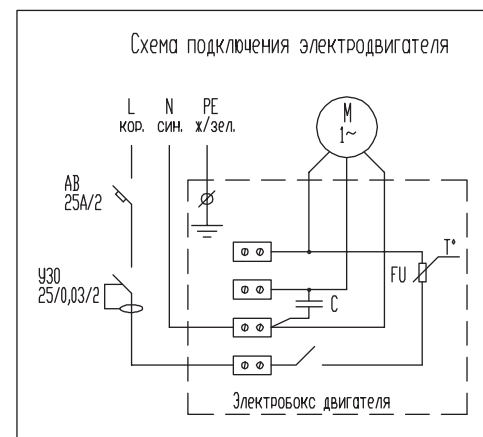 Схема подключения электродвигателя
L N PE
кор. син. ж/зел.
М
1~
АВ
25А/2
УЗО
25/0,03/2
T°
FU
C
Электробокс двигателя